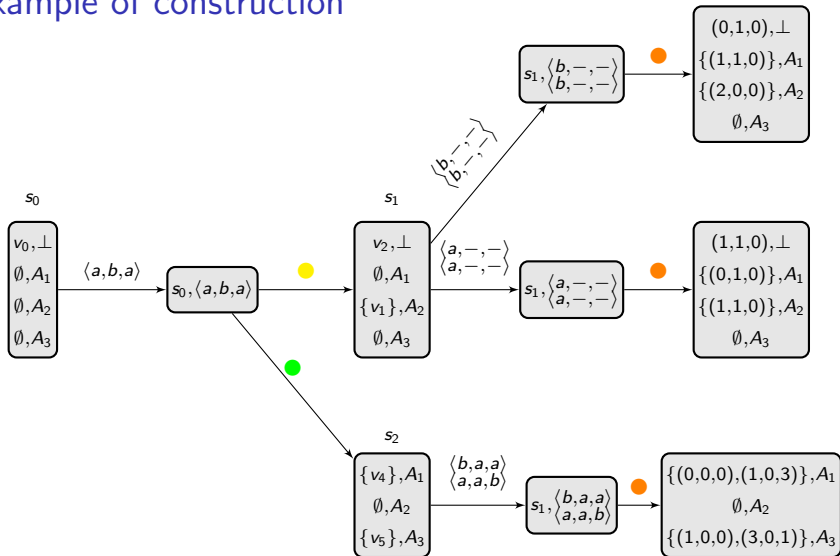 xample of construction
(0,1,0),⊥
{(1,1,0)},A₁
{(2,0,0)},A₂
∅,A₃
s₁,⟨b,−,−⟩
⟨b,−,−⟩
⟨b,−,−⟩
⟨b,−,−⟩
s₀
v₀,⊥
∅,A₁
∅,A₂
∅,A₃
⟨a,b,a⟩
s₀,⟨a,b,a⟩
s₁
v₂,⊥
∅,A₁
{v₁},A₂
∅,A₃
⟨a,−,−⟩
⟨a,−,−⟩
s₁,⟨a,−,−⟩
⟨a,−,−⟩
(1,1,0),⊥
{(0,1,0)},A₁
{(1,1,0)},A₂
∅,A₃
s₂
{v₄},A₁
∅,A₂
{v₅},A₃
⟨b,a,a⟩
⟨a,a,b⟩
s₁,⟨b,a,a⟩
⟨a,a,b⟩
{(0,0,0),(1,0,3)},A₁
∅,A₂
{(1,0,0),(3,0,1)},A₃